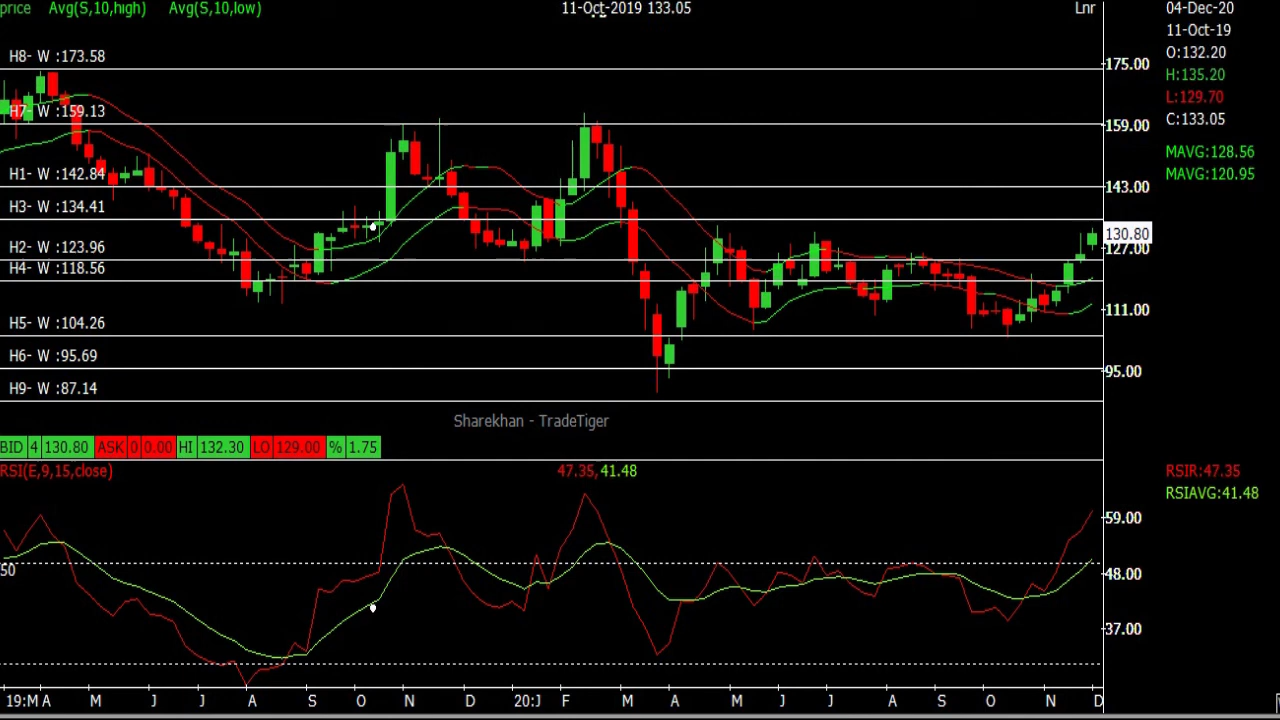 price Avg(S,10,high) Avg(S,10,low) 11-Oct-2019 133.05 Lnr 04-Dec-20
11-Oct-19
O:132.20
H:135.20
L:129.70
C:133.05
MAVG:128.56
MAVG:120.95
H8- W :173.58
H7- W :159.13
H1- W :142.84
H3- W :134.41
H2- W :123.96
H4- W :118.56
H5- W :104.26
H6- W :95.69
H9- W :87.14
175.00
159.00
143.00
130.80
127.00
111.00
95.00
Sharekhan - TradeTiger
BID 4 130.80 ASK 0 0.00 HI 132.30 LO 129.00 % 1.75
RSI(E,9,15,close) 47.35, 41.48 RSIR:47.35
RSIAVG:41.48
59.00
50
48.00
37.00
19:M A M J J A S O N D 20:J F M A M J J A S O N D